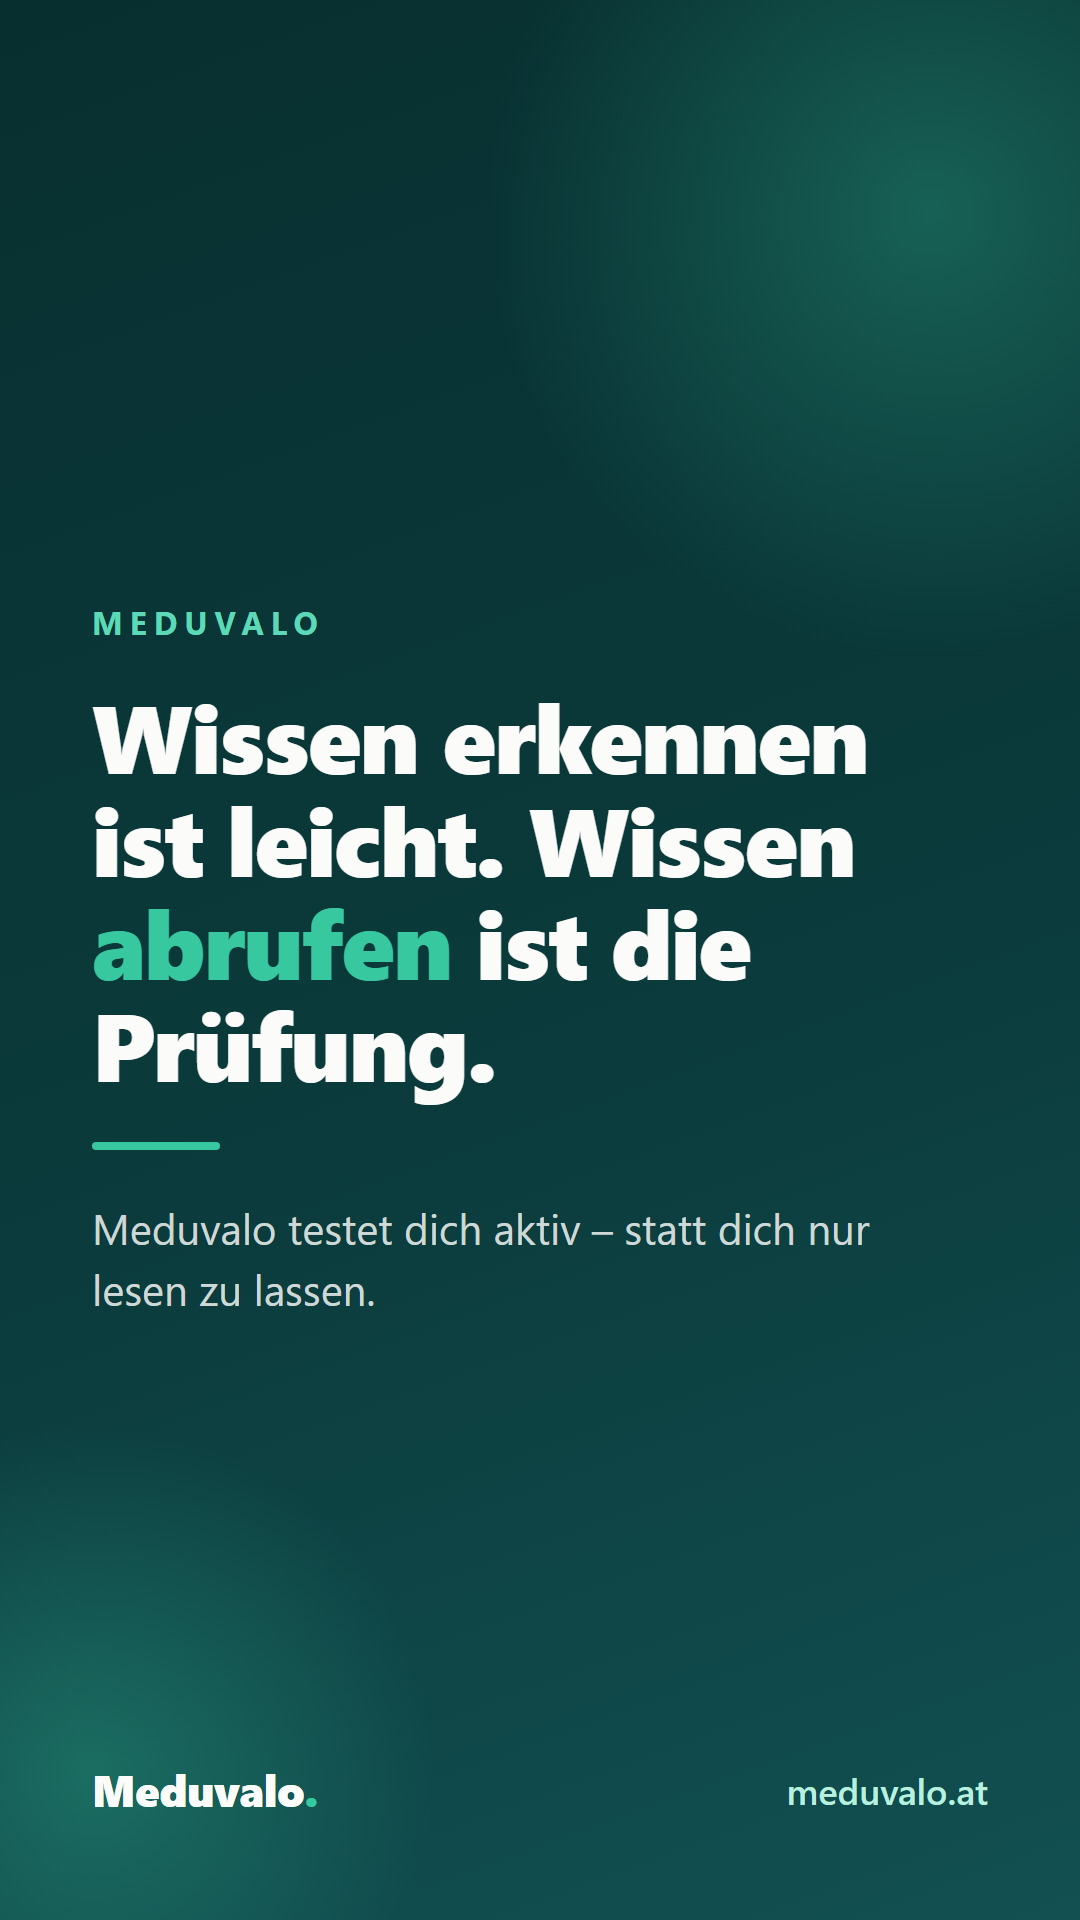 MEDUVALO
Wissen erkennen
ist leicht. Wissen
abrufen ist die
Prüfung.
Meduvalo testet dich aktiv – statt dich nur
lesen zu lassen.
Meduvalo.
meduvalo.at